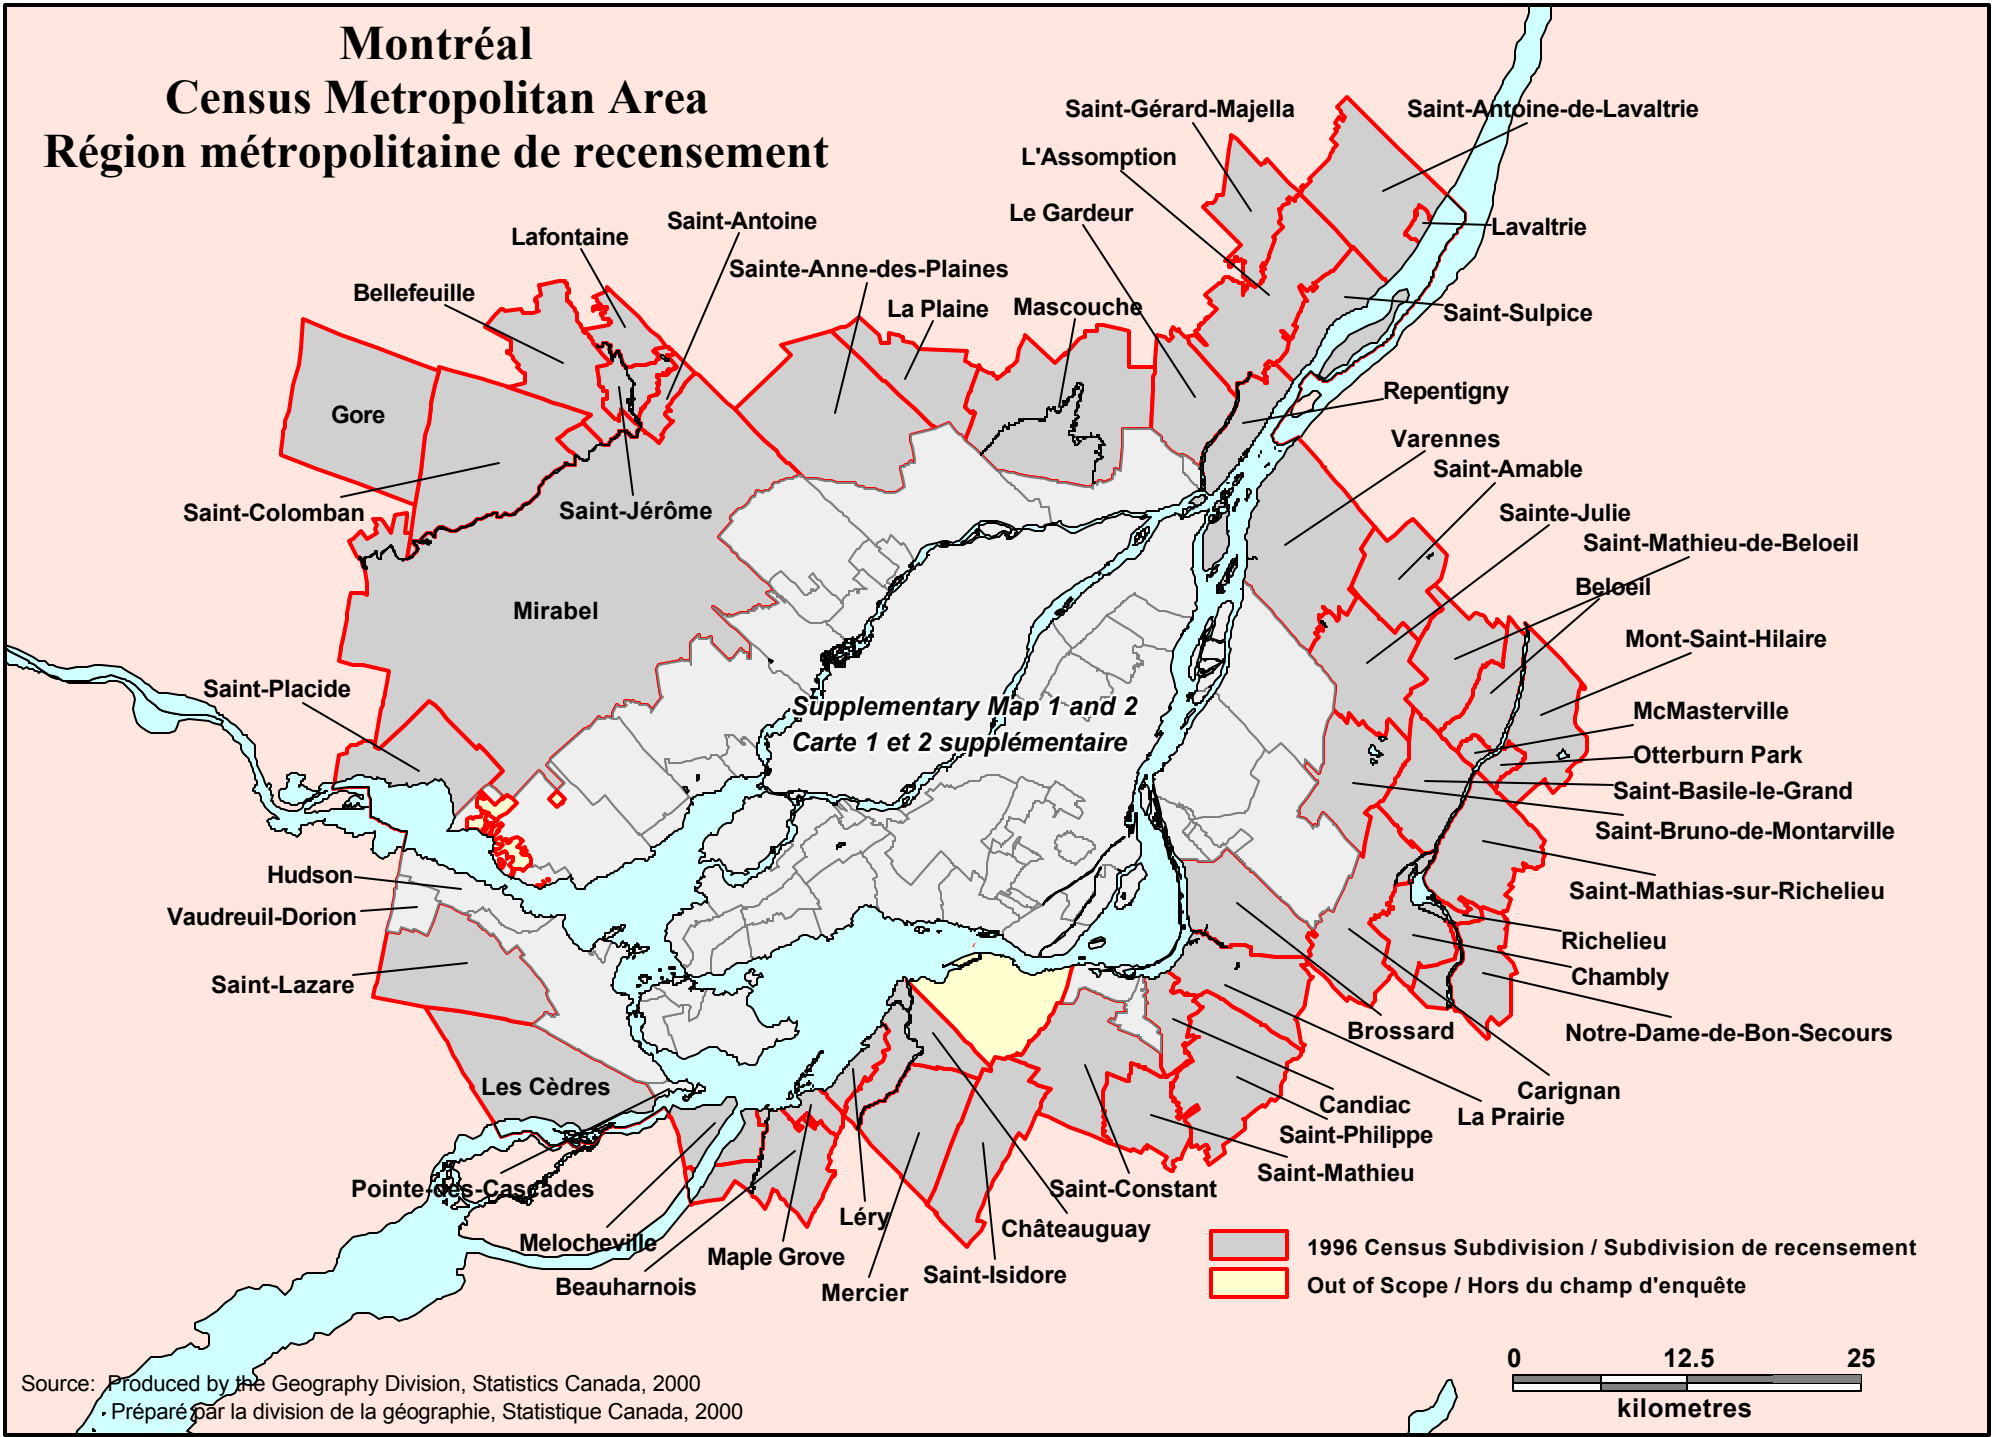 Montréal
Census Metropolitan Area
Région métropolitaine de recensement
Saint-Gérard-Majella
Saint-Antoine-de-Lavaltrie
L'Assomption
Le Gardeur
Saint-Antoine
Lavaltrie
Lafontaine
Sainte-Anne-des-Plaines
Bellefeuille
La Plaine
Mascouche
Saint-Sulpice
Gore
Repentigny
Varennes
Saint-Amable
Saint-Colomban
Saint-Jérôme
Sainte-Julie
Saint-Mathieu-de-Beloeil
Beloeil
Mirabel
Mont-Saint-Hilaire
Saint-Placide
Supplementary Map 1 and 2
Carte 1 et 2 supplémentaire
McMasterville
Otterburn Park
Saint-Basile-le-Grand
Saint-Bruno-de-Montarville
Hudson
Saint-Mathias-sur-Richelieu
Vaudreuil-Dorion
Richelieu
Chambly
Saint-Lazare
Brossard
Notre-Dame-de-Bon-Secours
Les Cèdres
Carignan
Candiac
La Prairie
Saint-Philippe
Saint-Mathieu
Pointe-des-Cascades
Saint-Constant
Léry
Châteauguay
Melocheville
Maple Grove
Saint-Isidore
Beauharnois
Mercier
1996 Census Subdivision / Subdivision de recensement
Out of Scope / Hors du champ d'enquête
0 12.5 25
kilometres
Source: Produced by the Geography Division, Statistics Canada, 2000
Préparé par la division de la géographie, Statistique Canada, 2000